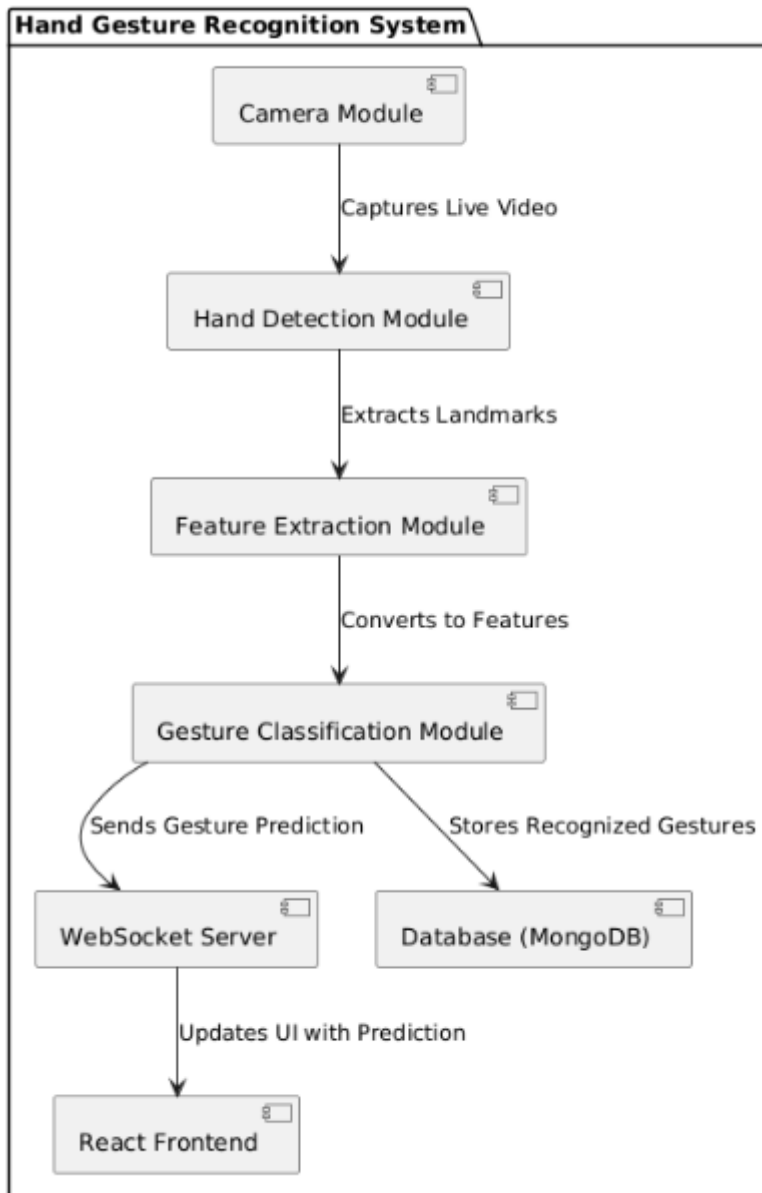 Hand Gesture Recognition System
Camera Module
Captures Live Video
Hand Detection Module
Extracts Landmarks
Feature Extraction Module
Converts to Features
Gesture Classification Module
Sends Gesture Prediction
Stores Recognized Gestures
WebSocket Server
Database (MongoDB)
Updates UI with Prediction
React Frontend